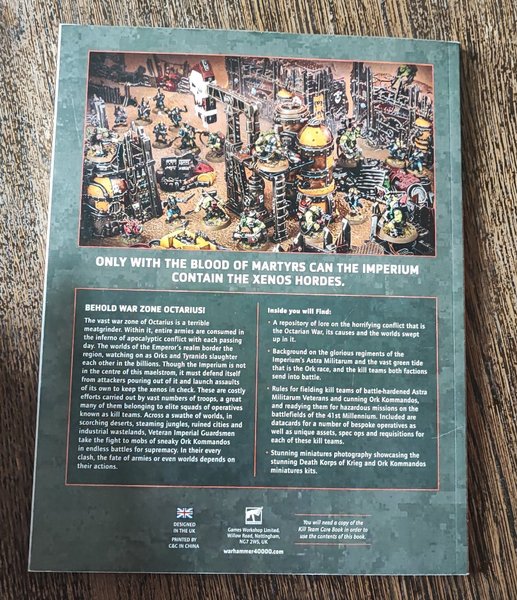 ONLY WITH THE BLOOD OF MARTYRS CAN THE IMPERIUM
CONTAIN THE XENOS HORDES.
BEHOLD WAR ZONE OCTARIUS!
The vast war zone of Octarius is a terrible
meatgrinder. Within it, entire armies are consumed in
the inferno of apocalyptic conflict with each passing
day. The worlds of the Emperor's realm border the
region, watching on as Orks and Tyranids slaughter
each other in the billions. Though the Imperium is not
in the centre of this maelstrom, it must defend itself
from attackers pouring out of it and launch assaults
of its own to keep the xenos in check. These are costly
efforts carried out by vast numbers of troops, a great
many of them belonging to elite squads of operatives
known as kill teams. Across a swathe of worlds, in
scorching deserts, steaming jungles, ruined cities and
industrial wastelands, Veteran Imperial Guardsmen
take the fight to mobs of sneaky Ork Kommandos
in endless battles for supremacy. In their every
clash, the fate of armies or even worlds depends on
their actions.
Inside you will Find:
• A repository of lore on the horrifying conflict that is
the Octarian War, its causes and the worlds swept
up in it.
• Background on the glorious regiments of the
Imperium's Astra Militarum and the vast green tide
that is the Ork race, and the kill teams both factions
send into battle.
• Rules for fielding kill teams of battle-hardened Astra
Militarum Veterans and cunning Ork Kommandos,
and readying them for hazardous missions on the
battlefields of the 41st Millennium. Included are
datacards for a number of bespoke operatives as
well as unique assets, spec ops and requisitions for
each of these kill teams.
• Stunning miniatures photography showcasing the
stunning Death Korps of Krieg and Ork Kommandos
miniatures kits.
DESIGNED
IN THE UK
PRINTED BY
C&C IN CHINA
Games Workshop Limited,
Willow Road, Nottingham,
NG7 2WS, UK
warhammer40000.com
You will need a copy of the
Kill Team Core Book in order to
use the contents of this book.